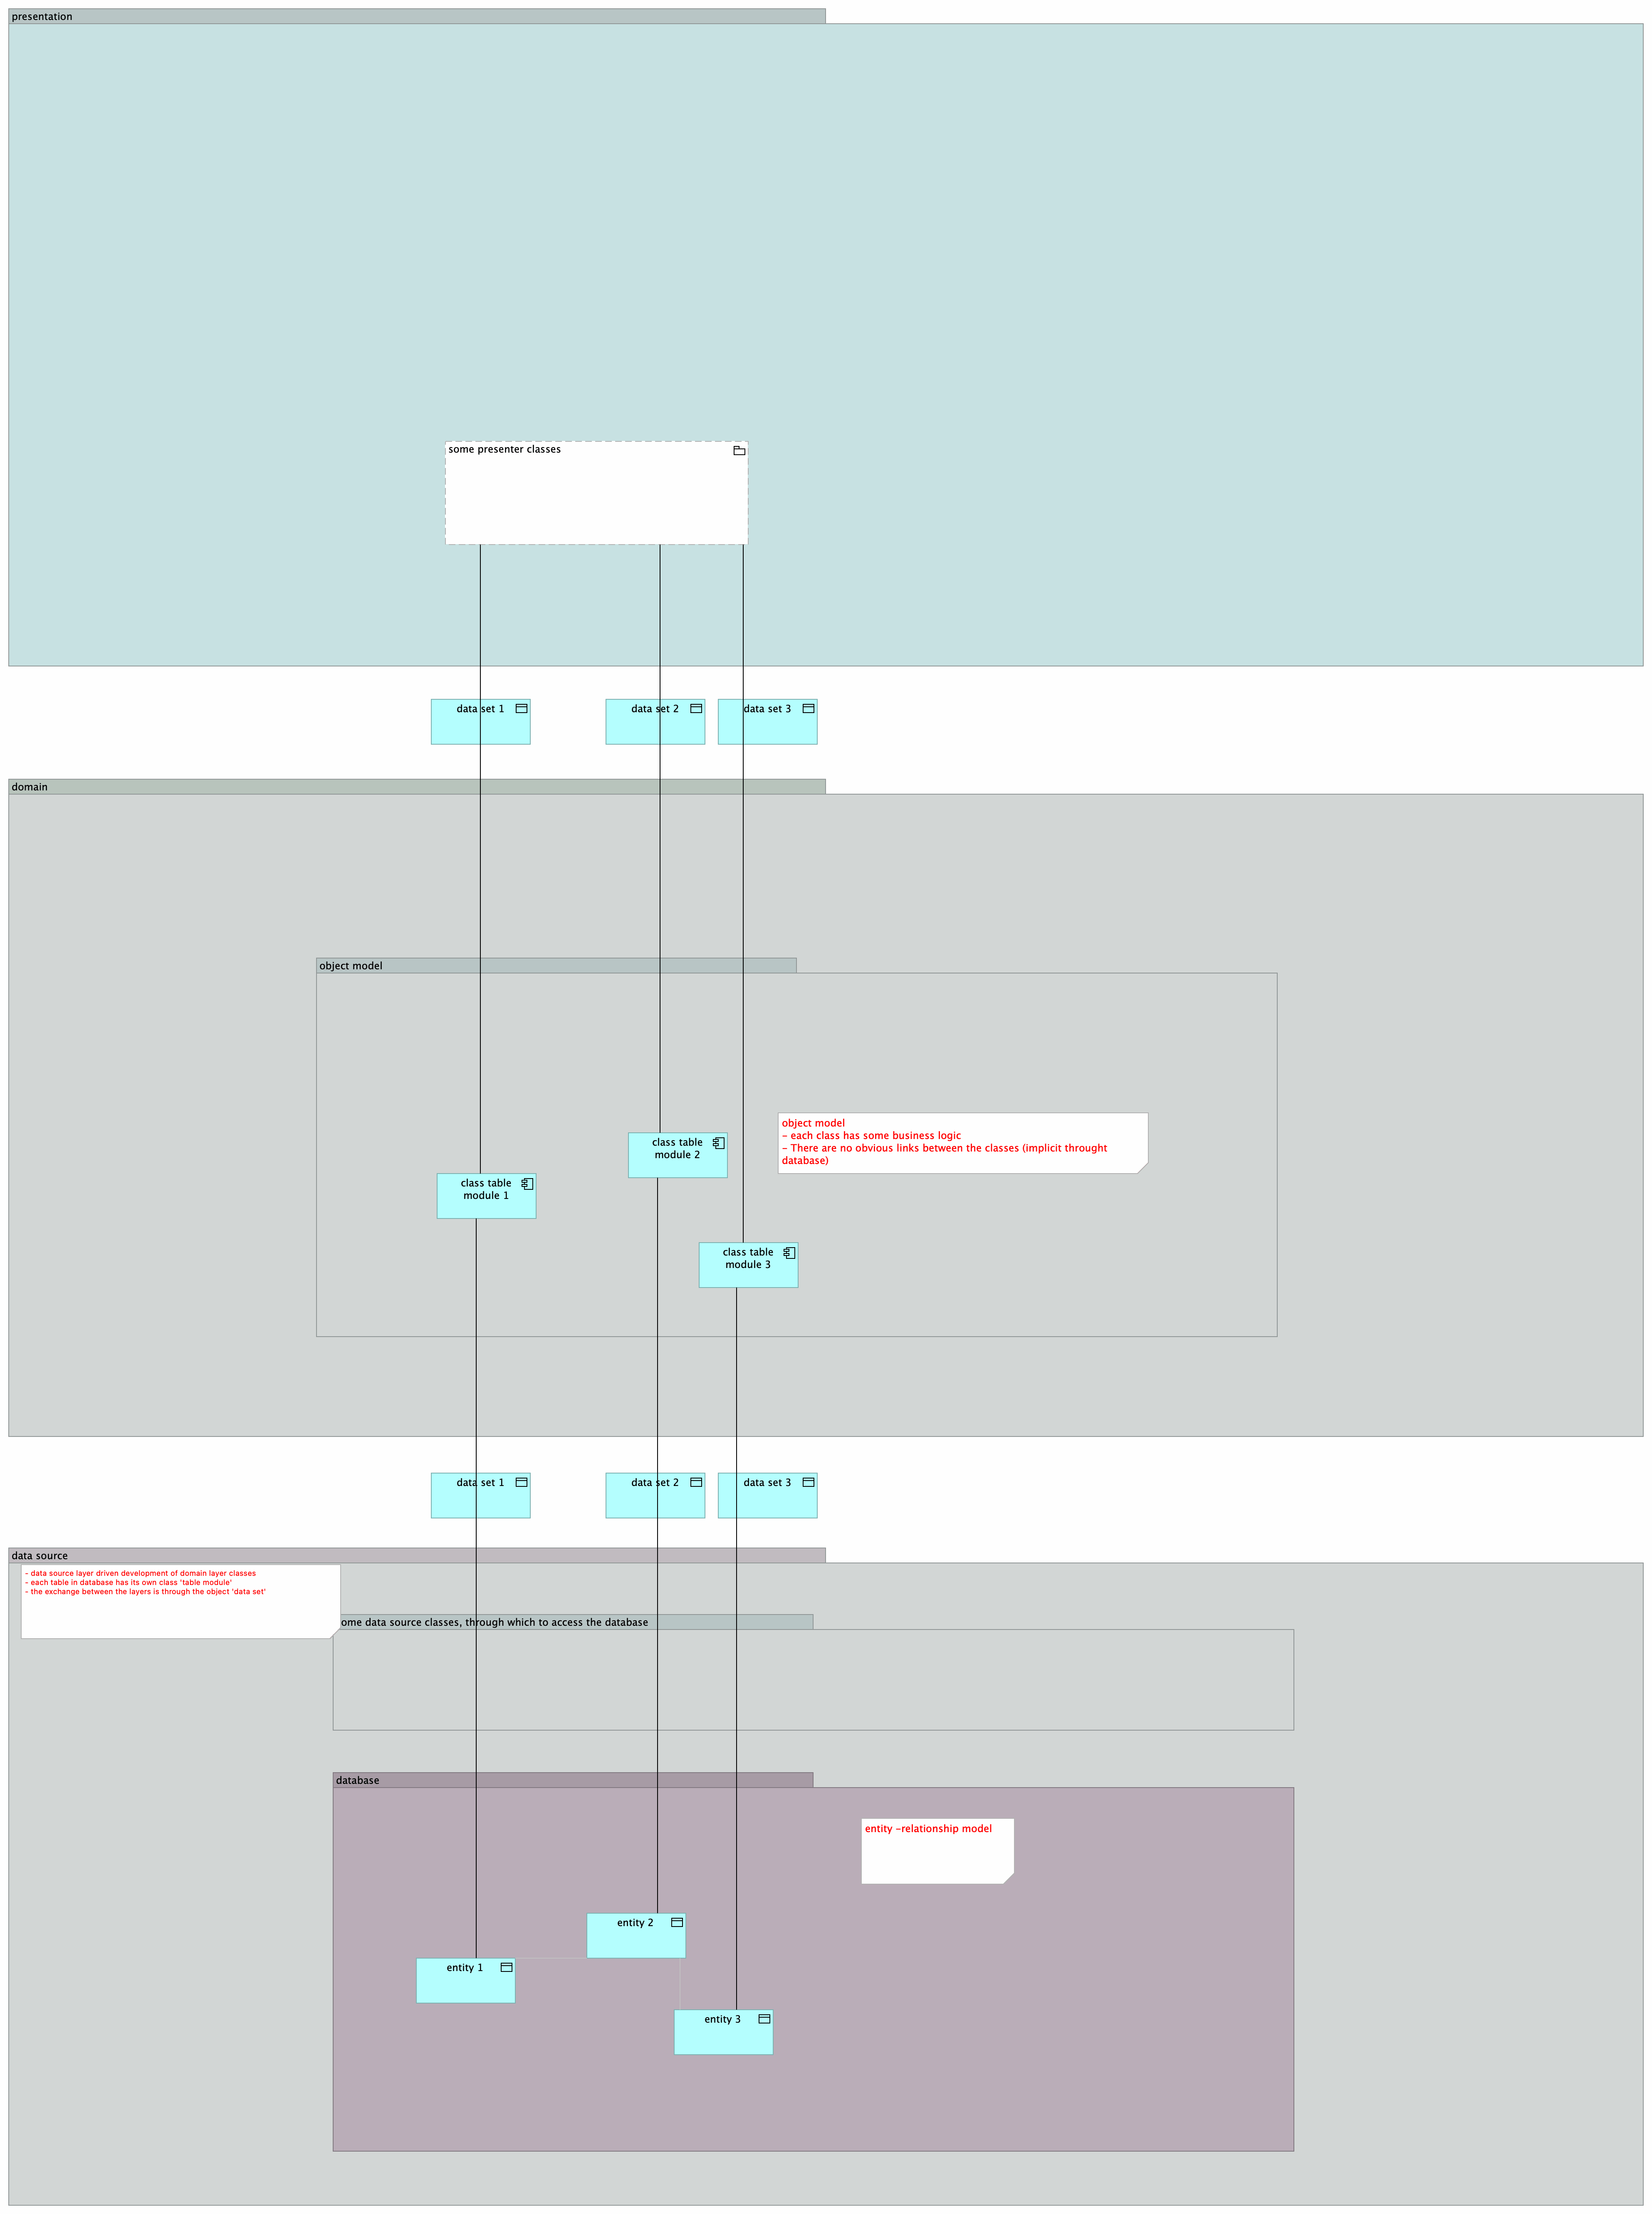 presentation
some presenter classes
data set 1
data set 2
data set 3
domain
object model
object model
- each class has some business logic
- There are no obvious links between the classes (implicit throught
database)
class table
module 2
class table
module 1
class table
module 3
data set 1
data set 2
data set 3
data source
- data source layer driven development of domain layer classes
- each table in database has its own class 'table module'
- the exchange between the layers is through the object 'data set'
ome data source classes, through which to access the database
database
entity -relationship model
entity 2
entity 1
entity 3